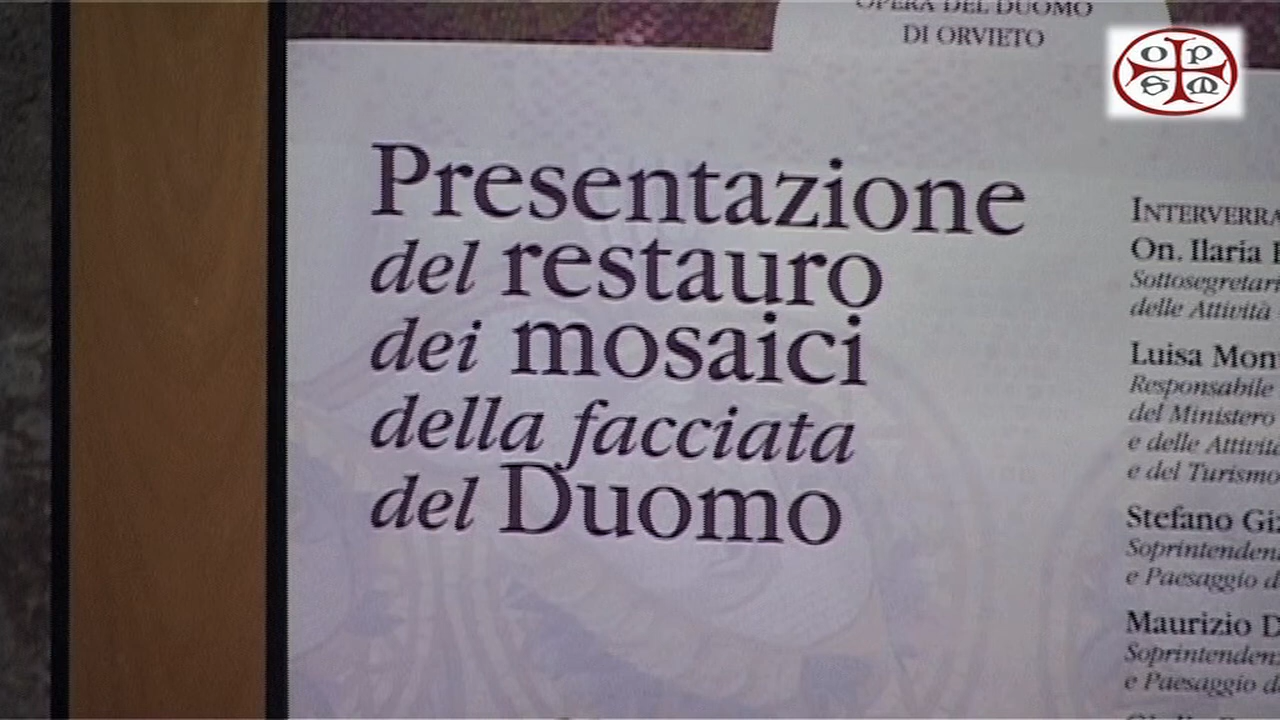 OPERA DEL DUOMO
DI ORVIETO
O P
S M
Presentazione
del restauro
dei mosaici
della facciata
del Duomo
INTERVERRA
On. Ilaria
Sottosegretari
delle Attività
Luisa Mon
Responsabile
del Ministero
e delle Attivit
e del Turismo
Stefano Gi
Soprintenden
e Paesaggio d
Maurizio D
Soprintenden
e Paesaggio d